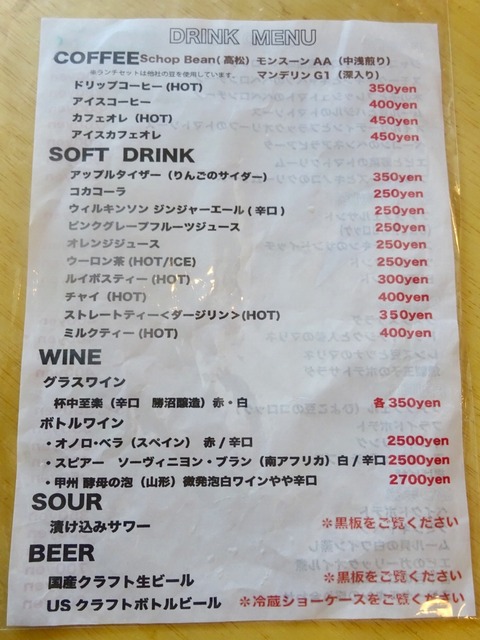 DRINK MENU
COFFEE Schop Bean(高松) モンスーン AA(中浅煎り)
※ランチセットは他社の豆を使用しています。 マンデリン G1(深入り)
ドリップコーヒー(HOT) 350yen
アイスコーヒー 400yen
カフェオレ(HOT) 450yen
アイスカフェオレ 450yen
SOFT DRINK
アップルタイザー(りんごのサイダー) 350yen
コカコーラ 250yen
ウィルキンソン ジンジャーエール(辛口) 250yen
ピンクグレープフルーツジュース 250yen
オレンジジュース 250yen
ウーロン茶(HOT/ICE) 250yen
ルイボスティー(HOT) 300yen
チャイ(HOT) 400yen
ストレートティー<ダージリン>(HOT) 350yen
ミルクティー(HOT) 400yen
WINE
グラスワイン
杯中至楽(辛口 勝沼醸造)赤・白 各350yen
ボトルワイン
・オノロ・ベラ(スペイン) 赤/辛口 2500yen
・スピアー ソーヴィニヨン・ブラン(南アフリカ)白/辛口 2500yen
・甲州 酵母の泡(山形)微発泡白ワインやや辛口 2700yen
SOUR
漬け込みサワー ※黒板をご覧ください
BEER
国産クラフト生ビール ※黒板をご覧ください
USクラフトボトルビール ※冷蔵ショーケースをご覧ください